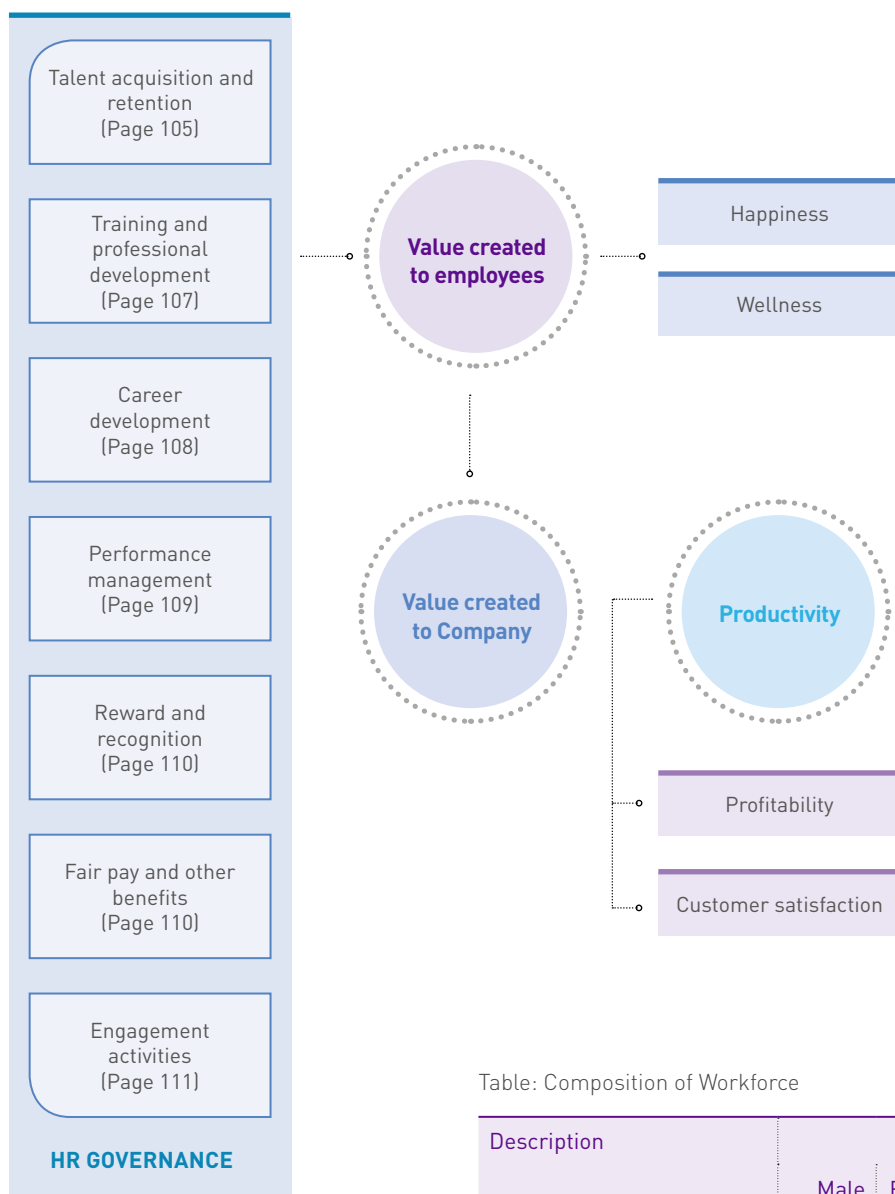 Talent acquisition and
retention
(Page 105)
Training and
professional
development
(Page 107)
Career
development
(Page 108)
Performance
management
(Page 109)
Reward and
recognition
(Page 110)
Fair pay and other
benefits
(Page 110)
Engagement
activities
(Page 111)
HR GOVERNANCE
Value created
to employees
Happiness
Wellness
Value created
to Company
Productivity
Profitability
Customer satisfaction
Table: Composition of Workforce
Description
Male